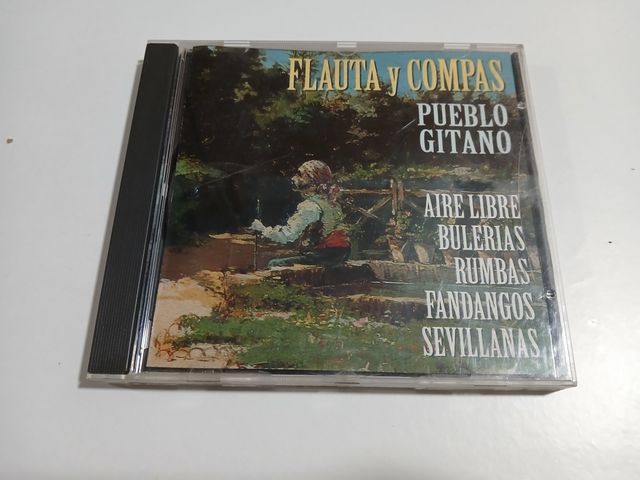 FLAUTA y COMPAS
PUEBLO
GITANO
AIRE LIBRE
BULERIAS
RUMBAS
FANDANGOS
SEVILLANAS